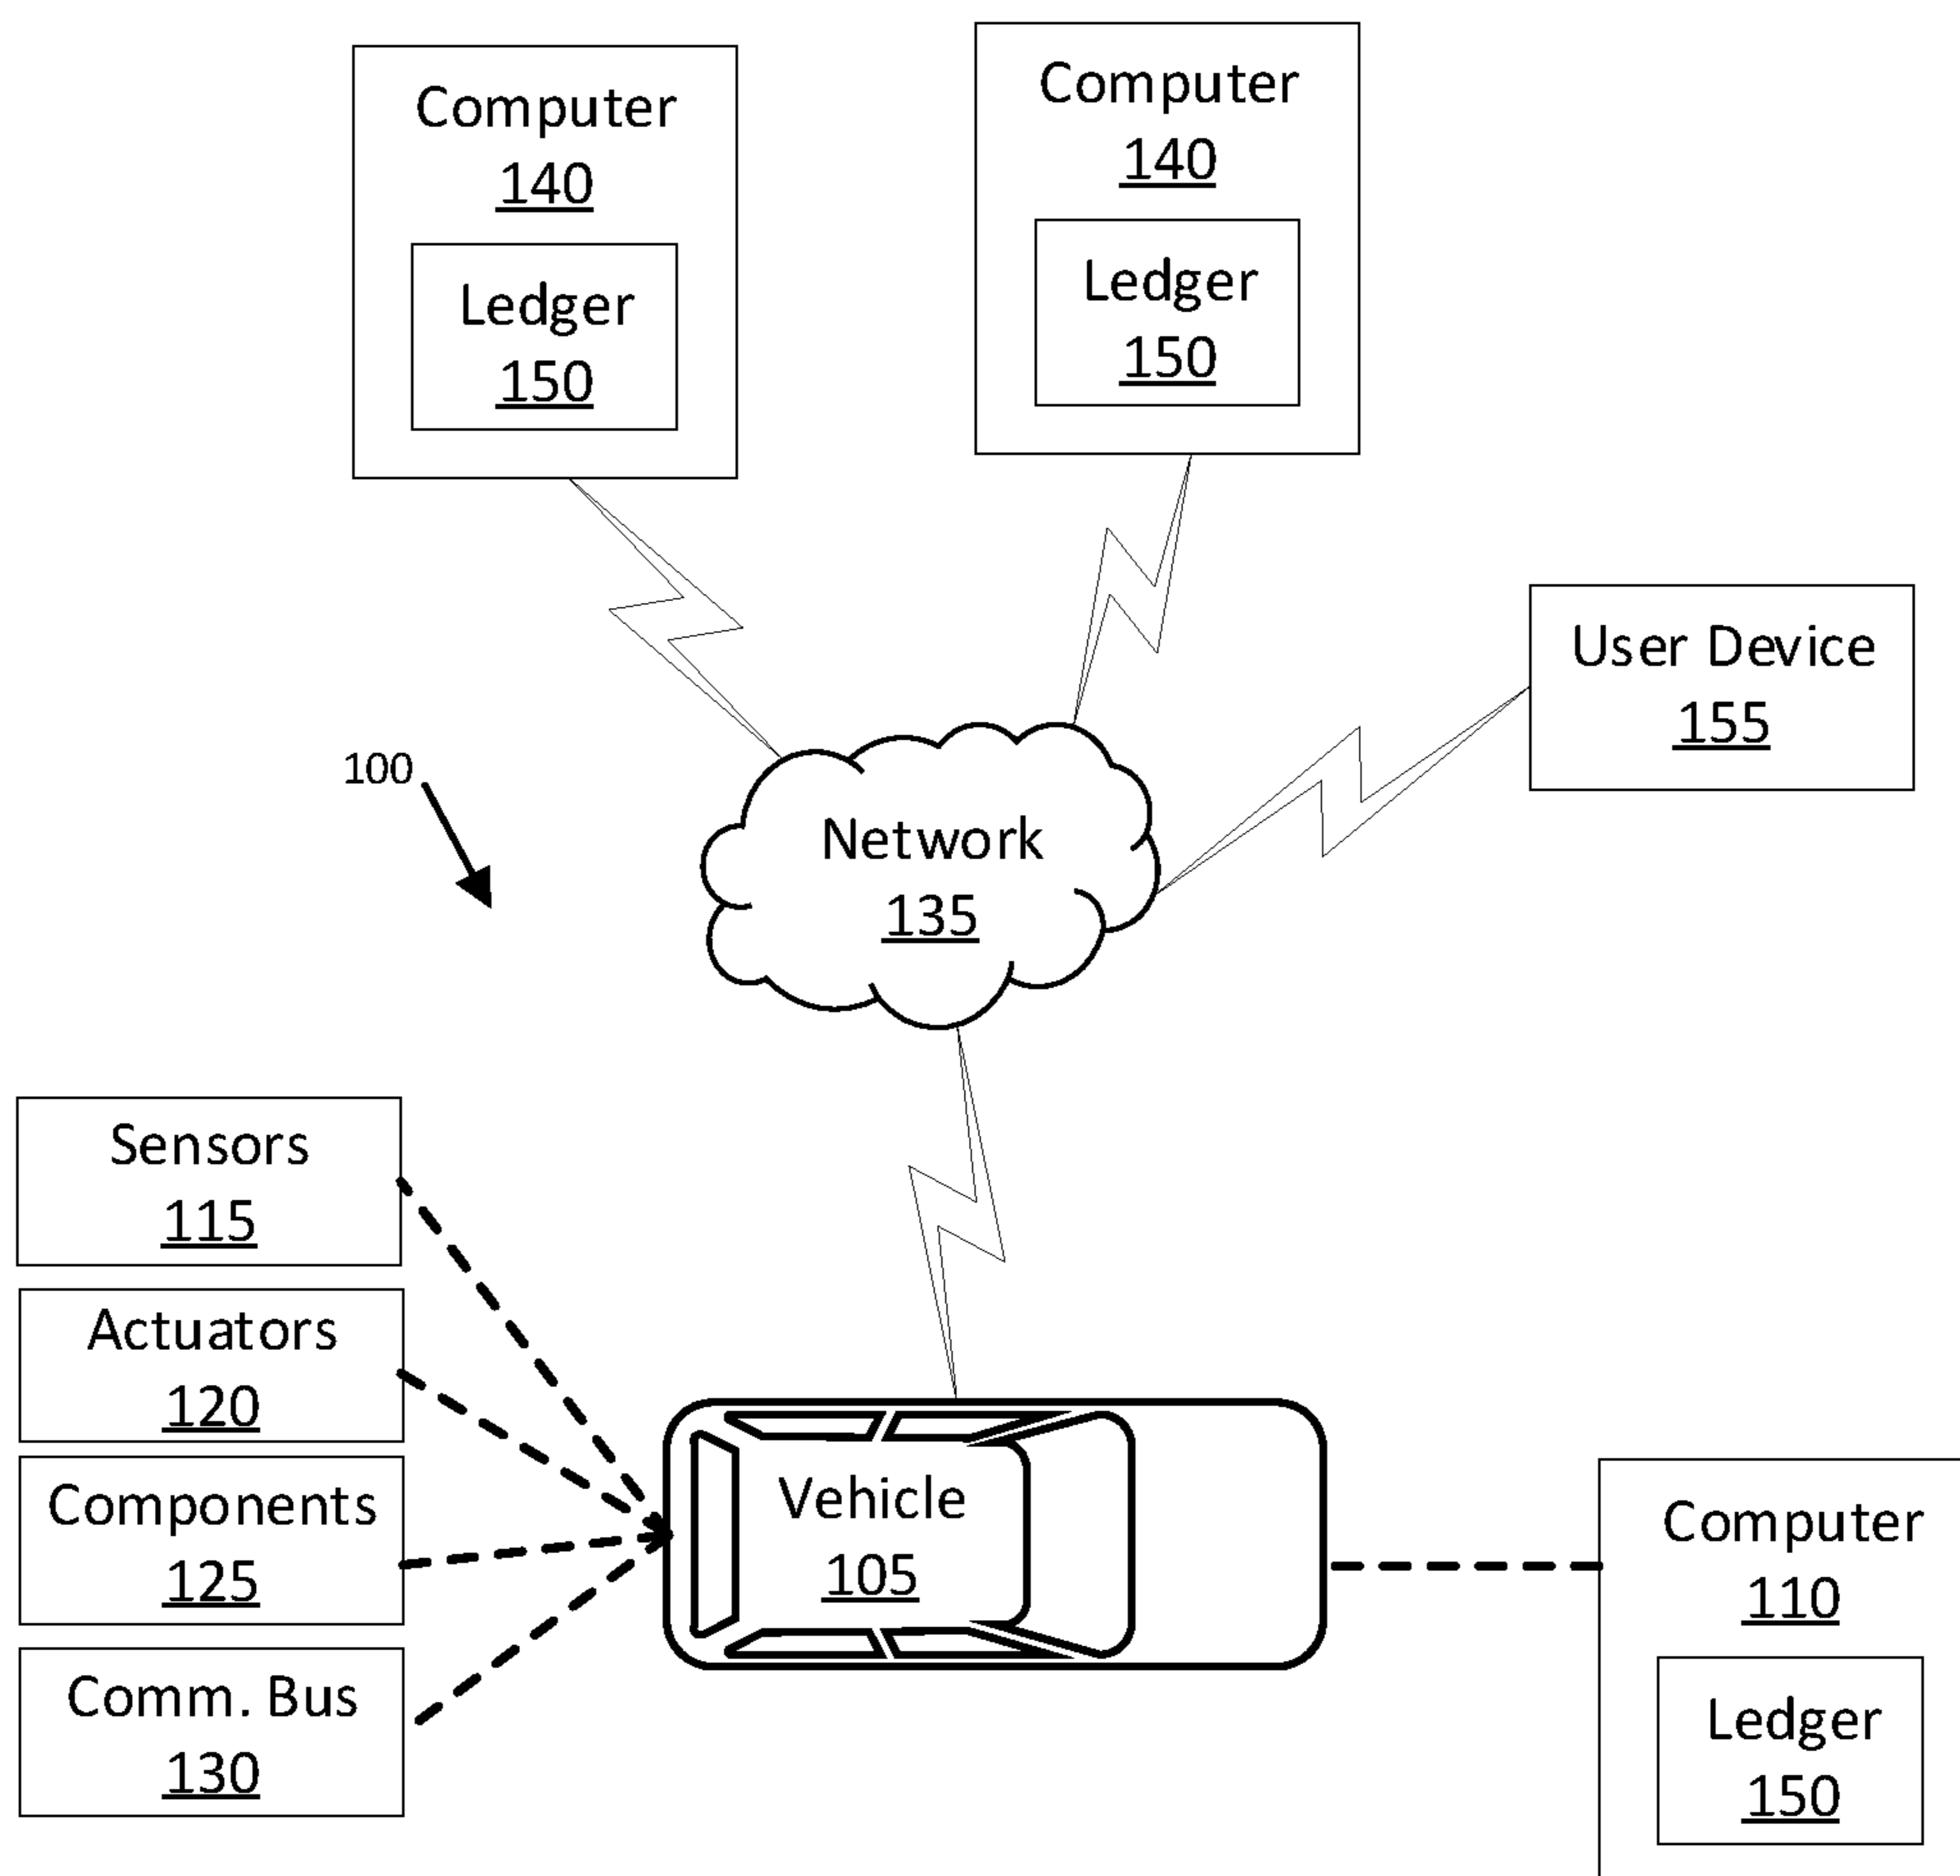 Computer
140
Ledger
150
Computer
140
Ledger
150
User Device
155
100
Network
135
Sensors
115
Actuators
120
Components
125
Comm. Bus
130
Vehicle
105
Computer
110
Ledger
150